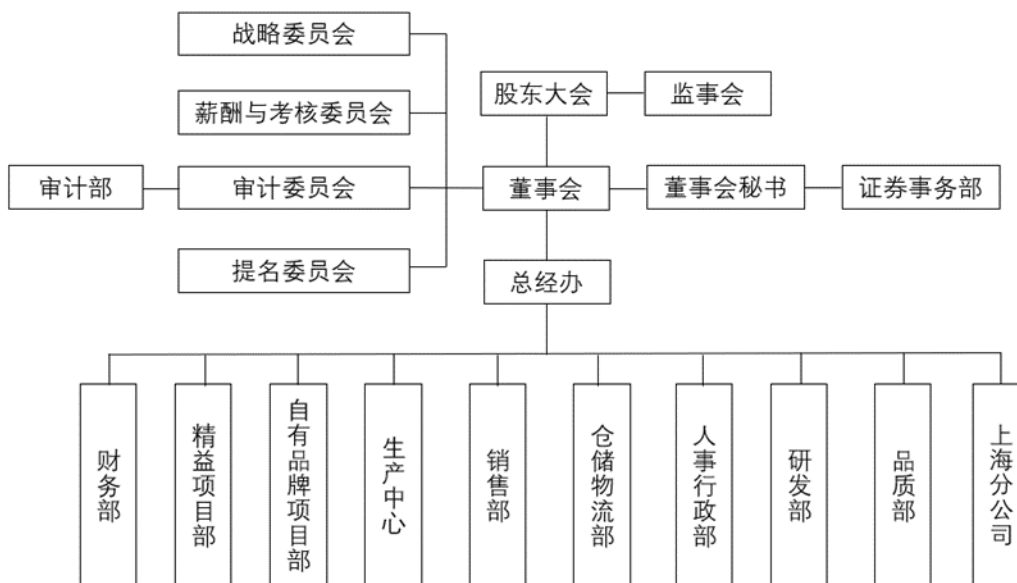 战略委员会
股东大会
监事会
薪酬与考核委员会
审计部
审计委员会
董事会
董事会秘书
证券事务部
提名委员会
总经办
财务部
精益项目部
自有品牌项目部
生产中心
销售部
仓储物流部
人事行政部
研发部
品质部
上海分公司